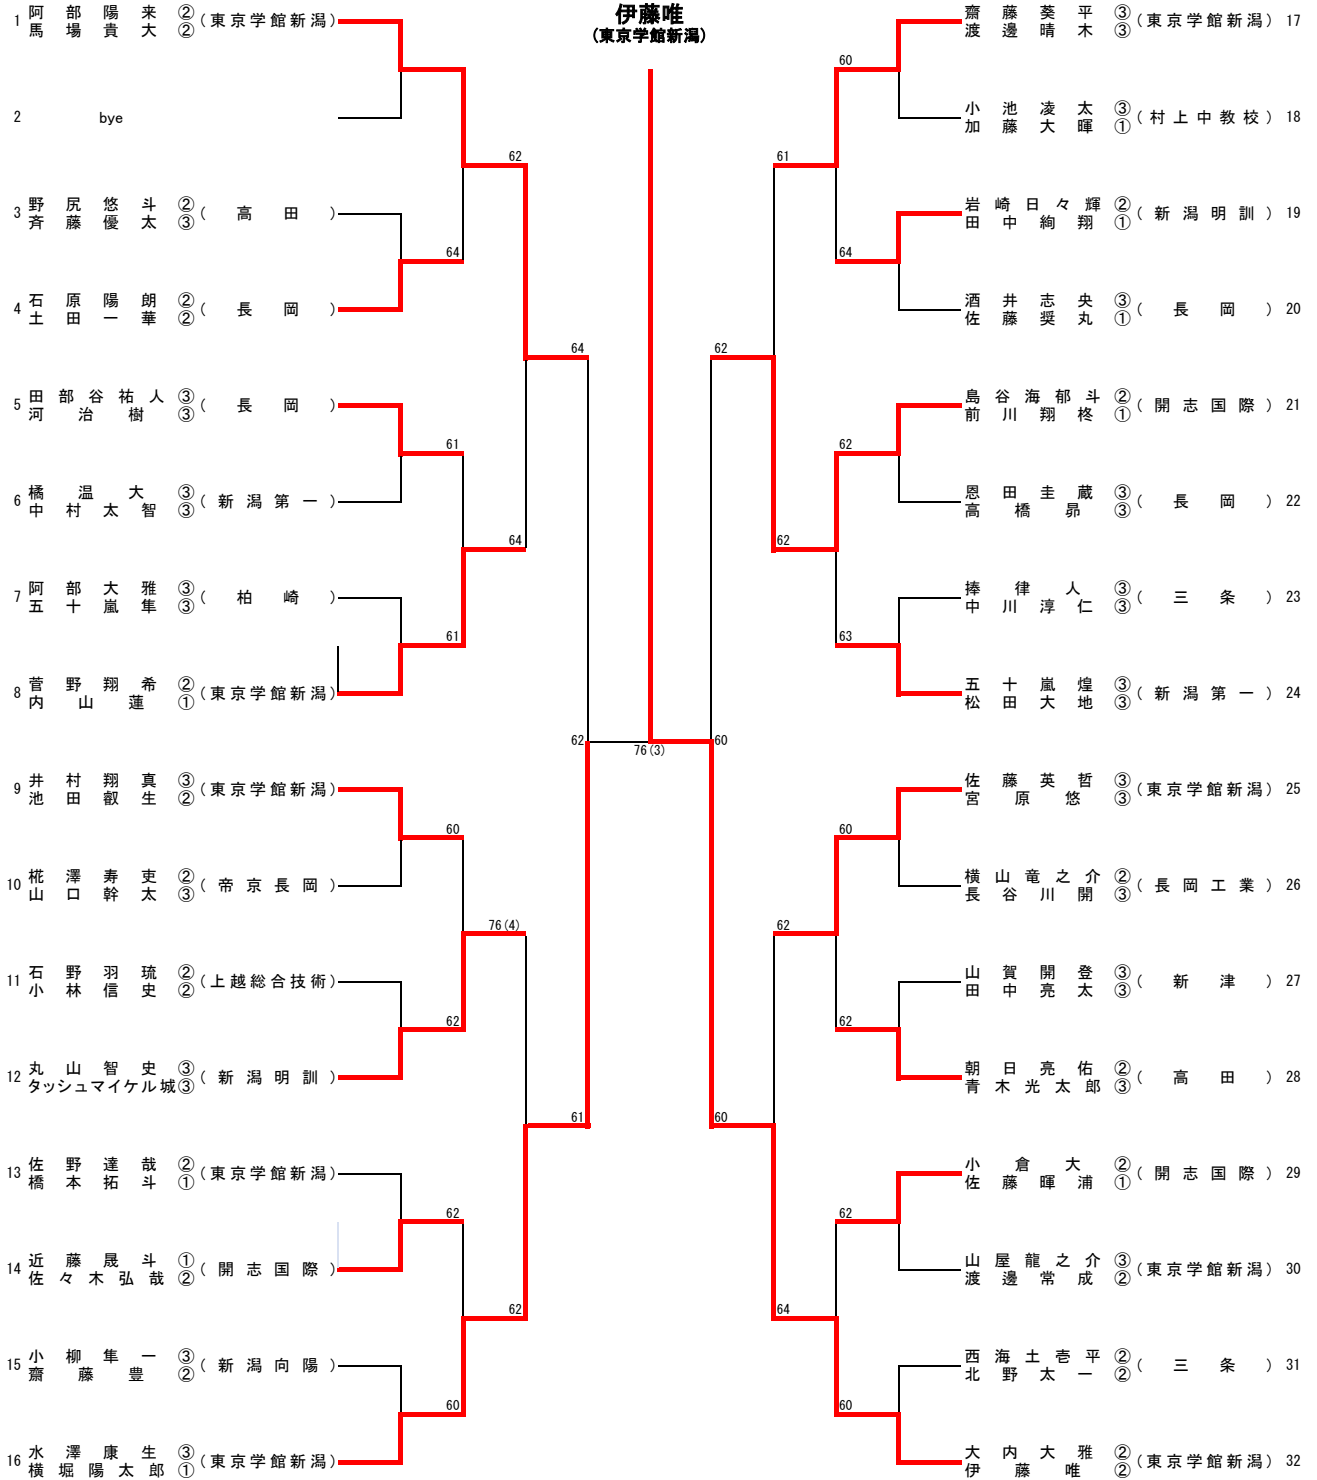 伊藤唯
(東京学館新潟)
1 阿部陽来 ② (東京学館新潟)
馬場貴大 ②
2 bye
3 野尻悠斗 ② (高田)
斉藤優太 ③
4 石原陽朗 ② (長岡)
土田一華 ②
5 田部谷祐人 ③ (長岡)
河治樹 ③
6 橘温大 ③ (新潟第一)
中村太智 ③
7 阿部大雅 ③ (柏崎)
五十嵐隼 ③
8 菅野翔希 ② (東京学館新潟)
内山蓮 ①
9 井村翔真 ③ (東京学館新潟)
池田叡生 ②
10 椛澤寿吏 ② (帝京長岡)
山口幹太 ③
11 石野羽琉 ② (上越総合技術)
小林信史 ②
12 丸山智史 ③ (新潟明訓)
タッシュマイケル城 ③
13 佐野達哉 ② (東京学館新潟)
橋本拓斗 ①
14 近藤晟斗 ① (開志国際)
佐々木弘哉 ②
15 小柳隼一 ③ (新潟向陽)
齋藤豊 ②
16 水澤康生 ③ (東京学館新潟)
横堀陽太郎 ①
62
64
64
61
64
61
62
60
76(4)
62
61
62
62
60
76(3)
60
61
64
62
62
62
63
60
60
62
62
60
62
64
60
齋藤葵平 ③ (東京学館新潟) 17
渡邊晴木 ③
小池凌太 ③ (村上中教校) 18
加藤大暉 ①
岩崎日々輝 ② (新潟明訓) 19
田中絢翔 ①
酒井志央 ③ (長岡) 20
佐藤奨丸 ①
島谷海郁斗 ② (開志国際) 21
前川翔柊 ①
恩田圭蔵 ③ (長岡) 22
高橋昴 ③
捧律人 ③ (三条) 23
中川淳仁 ③
五十嵐煌 ③ (新潟第一) 24
松田大地 ③
佐藤英哲 ③ (東京学館新潟) 25
宮原悠 ③
横山竜之介 ② (長岡工業) 26
長谷川開 ③
山賀開登 ③ (新津) 27
田中亮太 ③
朝日亮佑 ② (高田) 28
青木光太郎 ③
小倉大 ② (開志国際) 29
佐藤暉浦 ①
山屋龍之介 ③ (東京学館新潟) 30
渡邊常成 ②
西海土壱平 ② (三条) 31
北野太一 ②
大内大雅 ② (東京学館新潟) 32
伊藤唯 ②